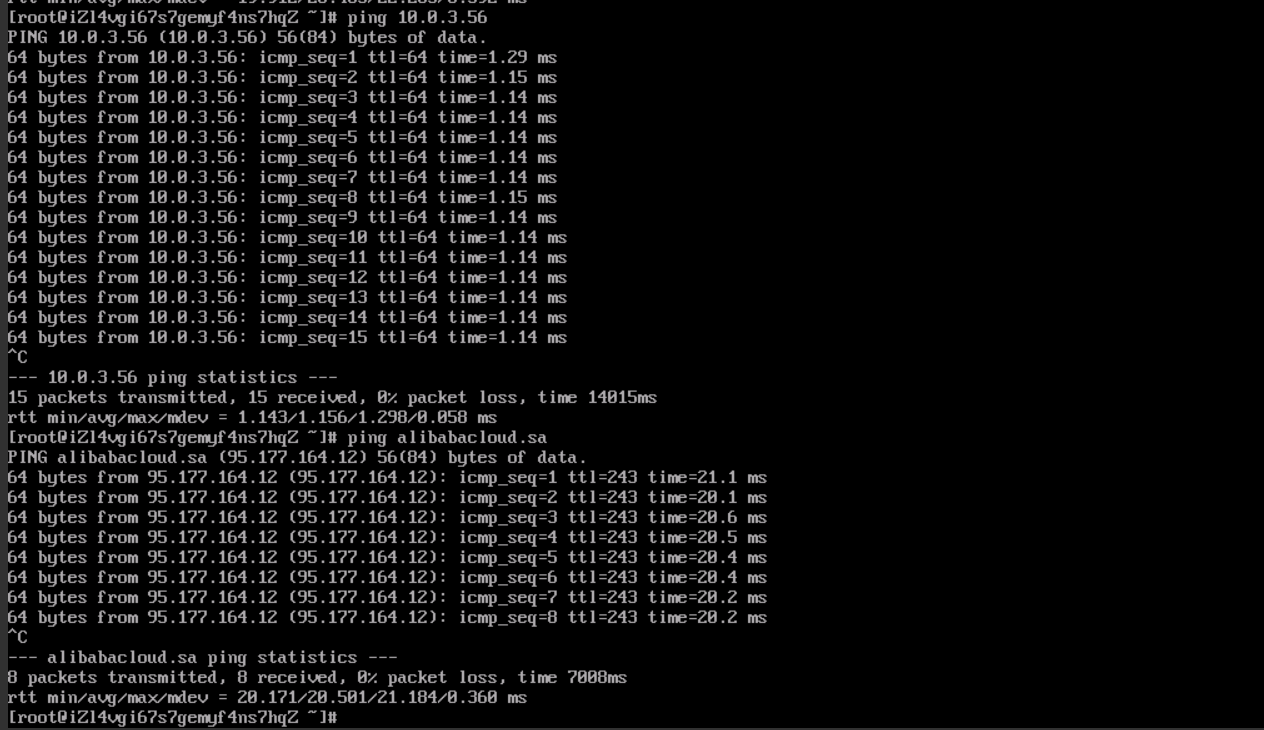 [root@iZl4vgi67s7gemyf4ns7hqZ ~]# ping 10.0.3.56
PING 10.0.3.56 (10.0.3.56) 56(84) bytes of data.
64 bytes from 10.0.3.56: icmp_seq=1 ttl=64 time=1.29 ms
64 bytes from 10.0.3.56: icmp_seq=2 ttl=64 time=1.15 ms
64 bytes from 10.0.3.56: icmp_seq=3 ttl=64 time=1.14 ms
64 bytes from 10.0.3.56: icmp_seq=4 ttl=64 time=1.14 ms
64 bytes from 10.0.3.56: icmp_seq=5 ttl=64 time=1.14 ms
64 bytes from 10.0.3.56: icmp_seq=6 ttl=64 time=1.14 ms
64 bytes from 10.0.3.56: icmp_seq=7 ttl=64 time=1.14 ms
64 bytes from 10.0.3.56: icmp_seq=8 ttl=64 time=1.15 ms
64 bytes from 10.0.3.56: icmp_seq=9 ttl=64 time=1.14 ms
64 bytes from 10.0.3.56: icmp_seq=10 ttl=64 time=1.14 ms
64 bytes from 10.0.3.56: icmp_seq=11 ttl=64 time=1.14 ms
64 bytes from 10.0.3.56: icmp_seq=12 ttl=64 time=1.14 ms
64 bytes from 10.0.3.56: icmp_seq=13 ttl=64 time=1.14 ms
64 bytes from 10.0.3.56: icmp_seq=14 ttl=64 time=1.14 ms
64 bytes from 10.0.3.56: icmp_seq=15 ttl=64 time=1.14 ms
^C
--- 10.0.3.56 ping statistics ---
15 packets transmitted, 15 received, 0% packet loss, time 14015ms
rtt min/avg/max/mdev = 1.143/1.156/1.298/0.058 ms
[root@iZl4vgi67s7gemyf4ns7hqZ ~]# ping alibabacloud.sa
PING alibabacloud.sa (95.177.164.12) 56(84) bytes of data.
64 bytes from 95.177.164.12 (95.177.164.12): icmp_seq=1 ttl=243 time=21.1 ms
64 bytes from 95.177.164.12 (95.177.164.12): icmp_seq=2 ttl=243 time=20.1 ms
64 bytes from 95.177.164.12 (95.177.164.12): icmp_seq=3 ttl=243 time=20.6 ms
64 bytes from 95.177.164.12 (95.177.164.12): icmp_seq=4 ttl=243 time=20.5 ms
64 bytes from 95.177.164.12 (95.177.164.12): icmp_seq=5 ttl=243 time=20.4 ms
64 bytes from 95.177.164.12 (95.177.164.12): icmp_seq=6 ttl=243 time=20.4 ms
64 bytes from 95.177.164.12 (95.177.164.12): icmp_seq=7 ttl=243 time=20.2 ms
64 bytes from 95.177.164.12 (95.177.164.12): icmp_seq=8 ttl=243 time=20.2 ms
^C
--- alibabacloud.sa ping statistics ---
8 packets transmitted, 8 received, 0% packet loss, time 7008ms
rtt min/avg/max/mdev = 20.171/20.501/21.184/0.360 ms
[root@iZl4vgi67s7gemyf4ns7hqZ ~]#